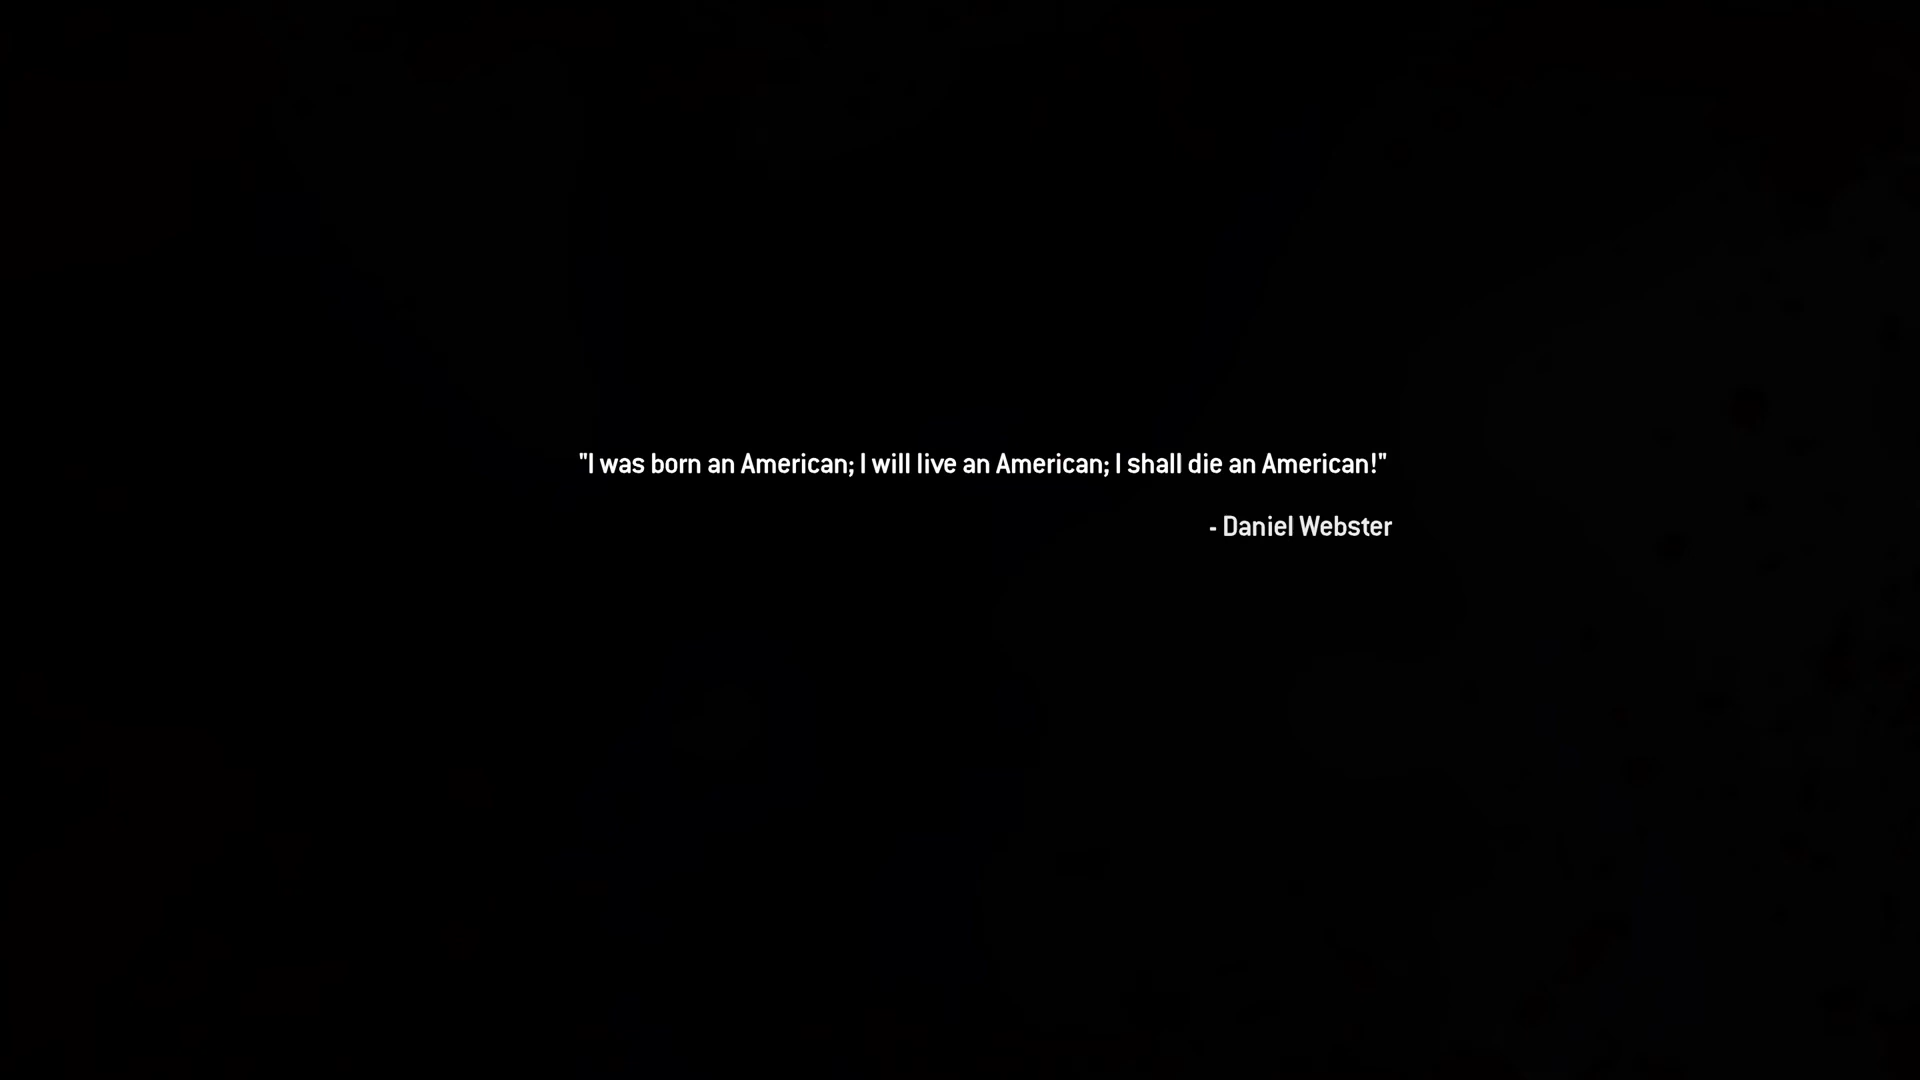 "I was born an American; I will live an American; I shall die an American!"
- Daniel Webster